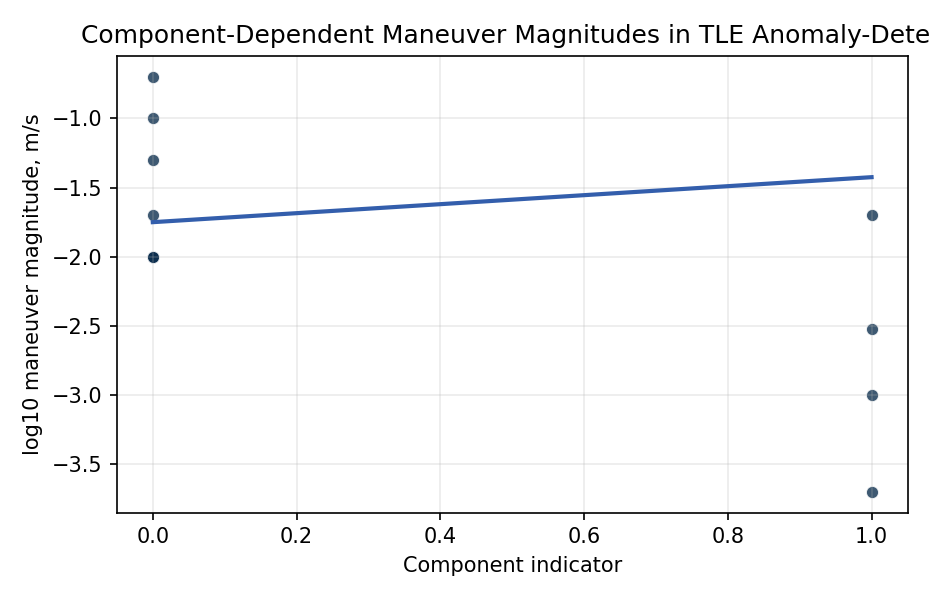 Component-Dependent Maneuver Magnitudes in TLE Anomaly-Dete
log10 maneuver magnitude, m/s
−1.0
−1.5
−2.0
−2.5
−3.0
−3.5
0.0 0.2 0.4 0.6 0.8 1.0
Component indicator